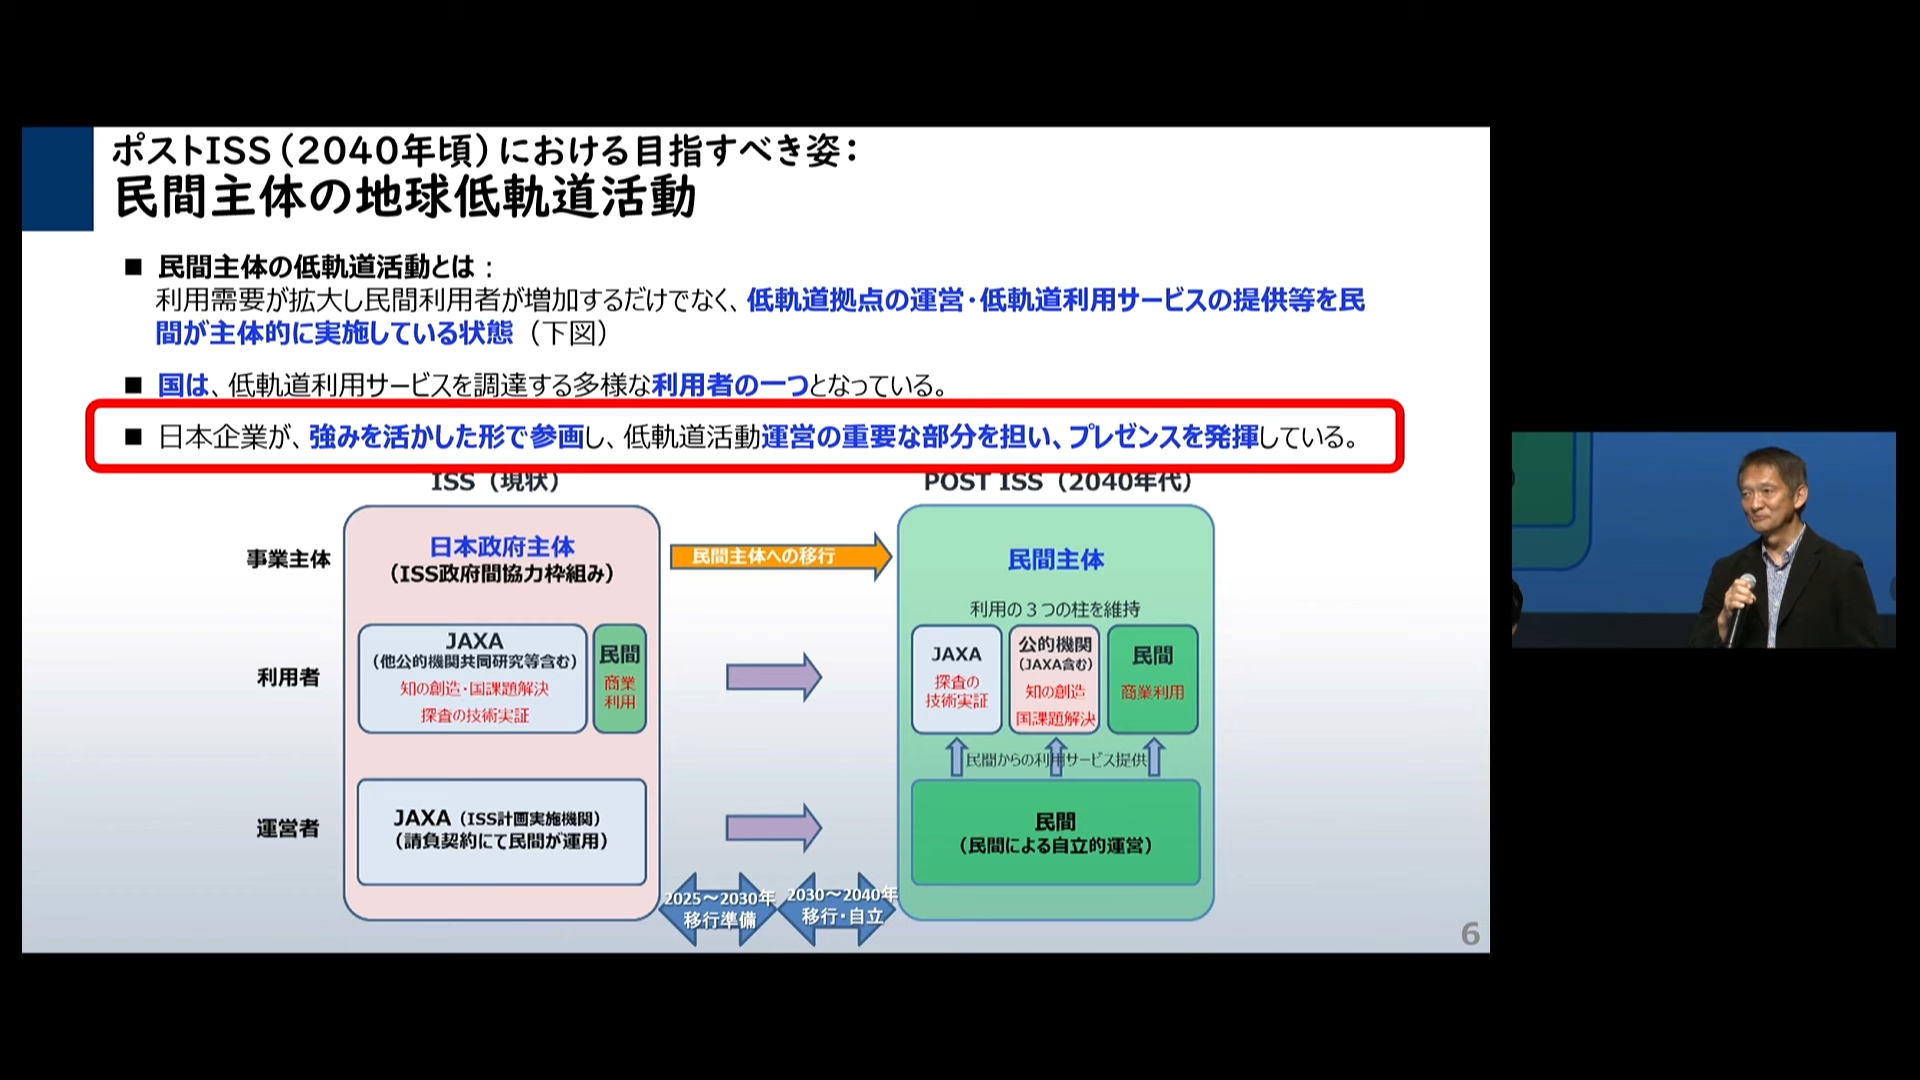 ポストISS（2040年頃）における目指すべき姿：
民間主体の地球低軌道活動
■ 民間主体の低軌道活動とは：
利用需要が拡大し民間利用者が増加するだけでなく、低軌道拠点の運営・低軌道利用サービスの提供等を民
間が主体的に実施している状態（下図）
■ 国は、低軌道利用サービスを調達する多様な利用者の一つとなっている。
■ 日本企業が、強みを活かした形で参画し、低軌道活動運営の重要な部分を担い、プレゼンスを発揮している。
ISS（現状）
POST ISS（2040年代）
事業主体
日本政府主体
（ISS政府間協力枠組み）
民間主体への移行
民間主体
利用の３つの柱を維持
利用者
JAXA
（他公的機関共同研究等含む）
知の創造・国課題解決
探査の技術実証
民間
商業
利用
JAXA
探査の
技術実証
公的機関
（JAXA含む）
知の創造
国課題解決
民間
商業利用
民間からの利用サービス提供
運営者
JAXA（ISS計画実施機関）
（請負契約にて民間が運用）
民間
（民間による自立的運営）
2025～2030年
移行準備
2030～2040年
移行・自立
6